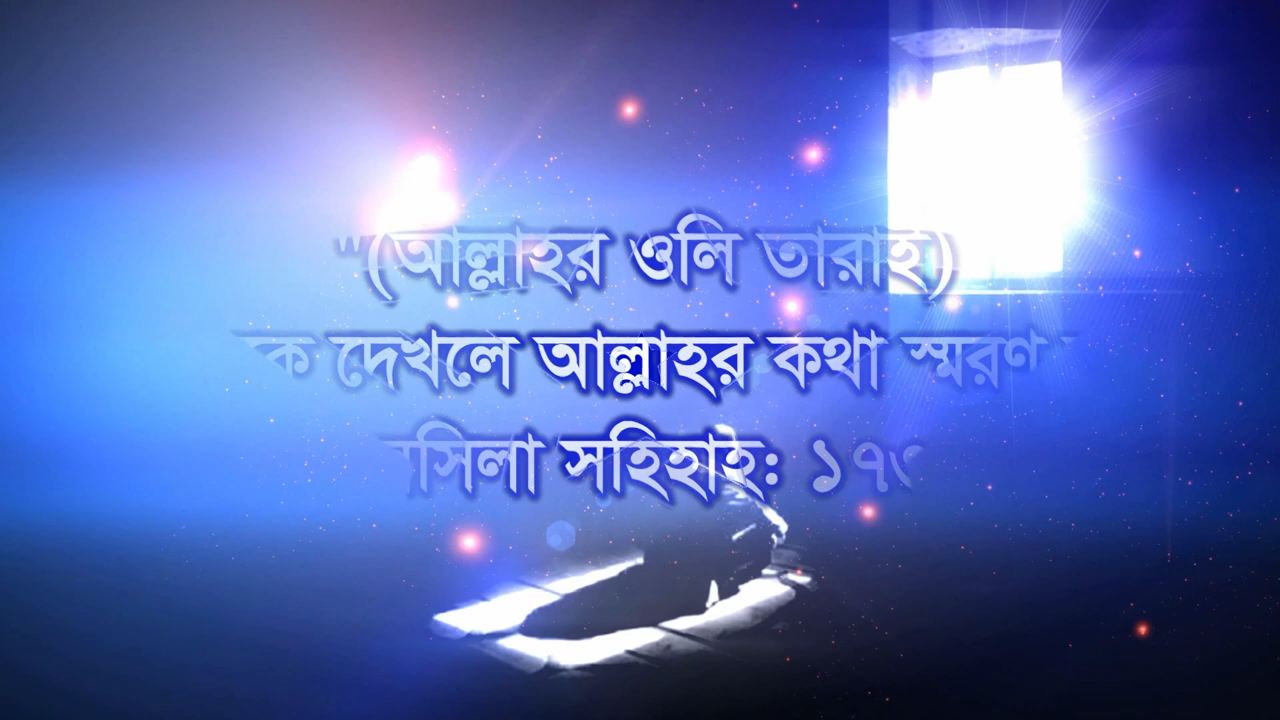 "(আল্লাহর ওলি তারাহ)
দেখলে আল্লাহর কথা স্মরণ
সহিহাহ: